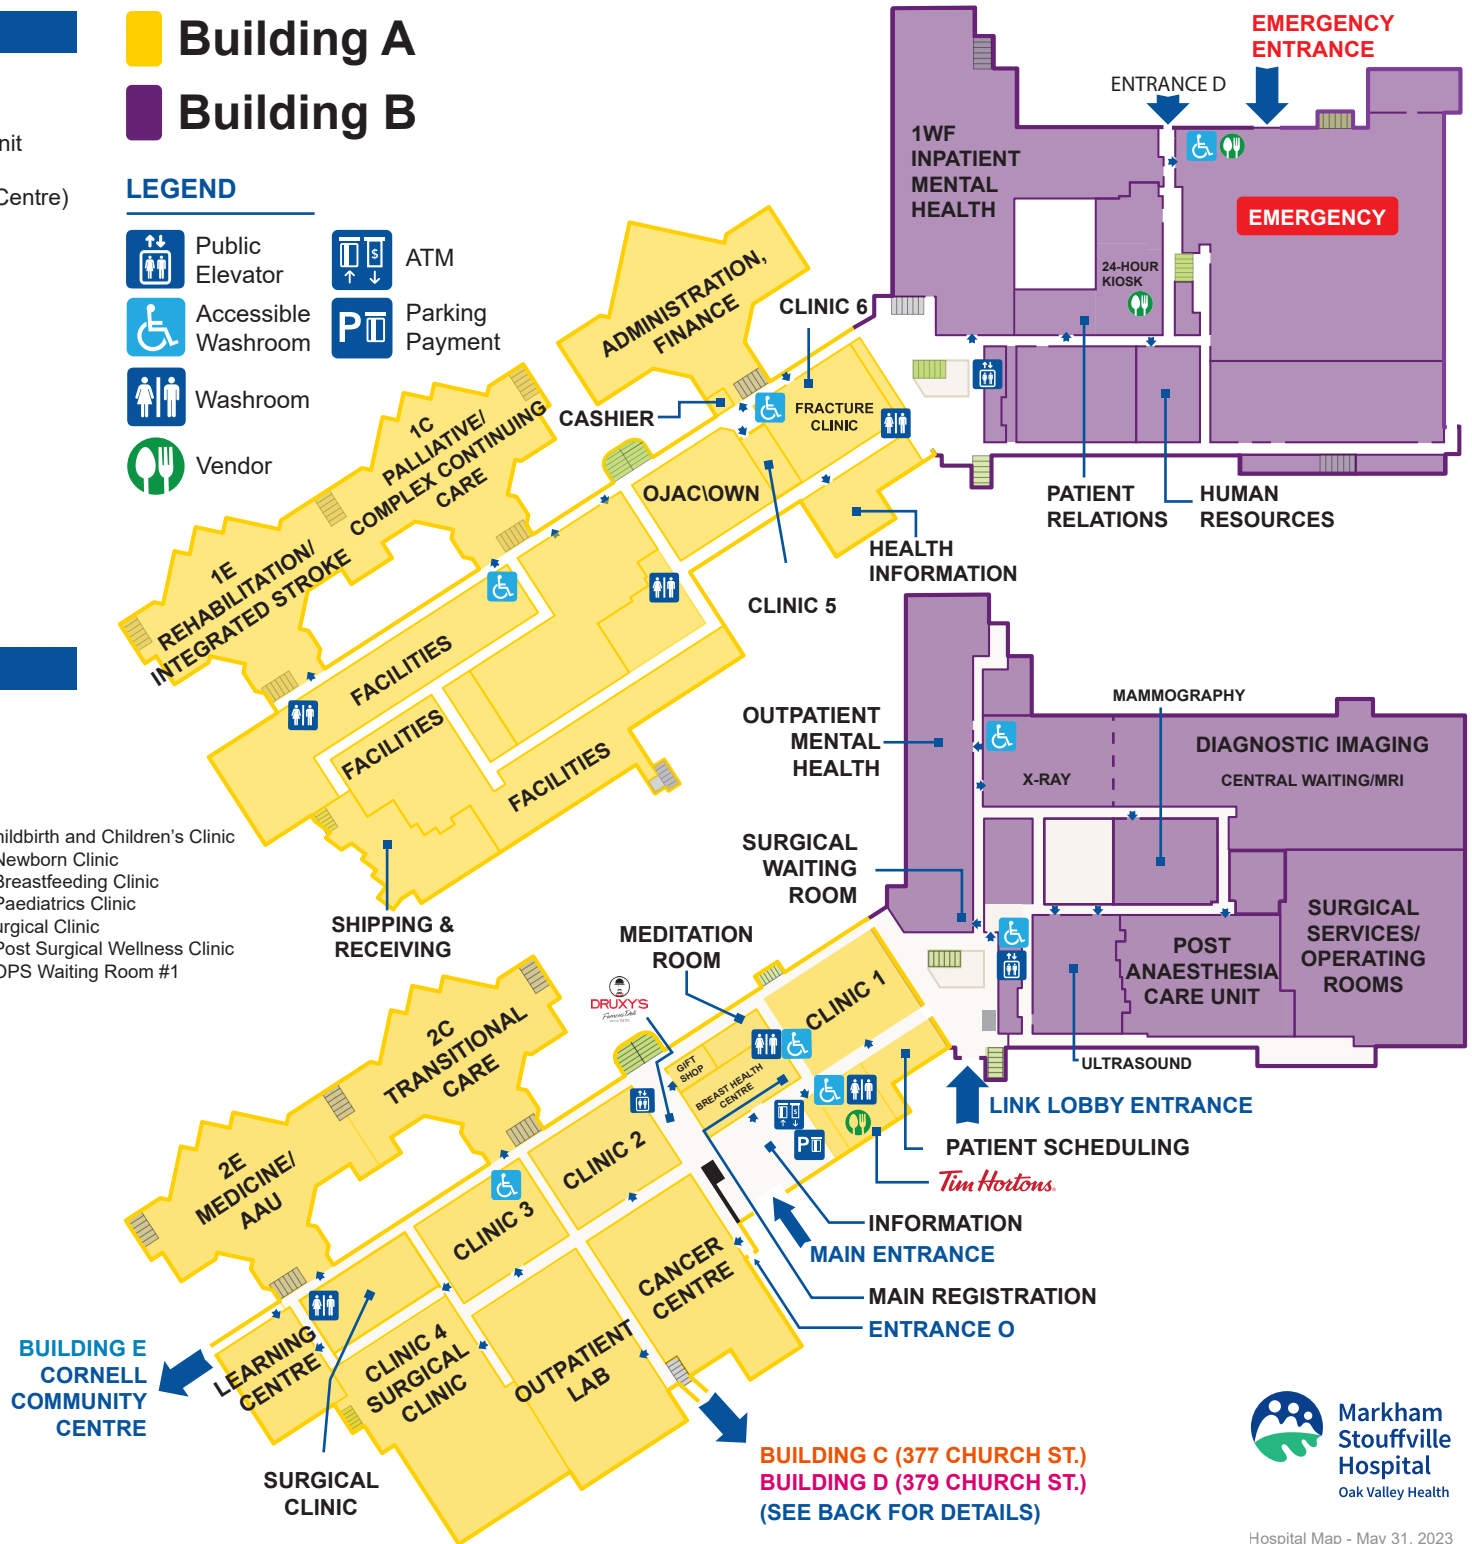 Building A
Building B
nit
Centre)
LEGEND
Public
Elevator
ATM
Accessible
Washroom
Parking
Payment
Washroom
Vendor
EMERGENCY
ENTRANCE
ENTRANCE D
1WF
INPATIENT
MENTAL
HEALTH
EMERGENCY
24-HOUR
KIOSK
ADMINISTRATION,
FINANCE
CLINIC 6
CASHIER
FRACTURE
CLINIC
1C
PALLIATIVE/
COMPLEX CONTINUING
CARE
OJAC\OWN
PATIENT
RELATIONS
HUMAN
RESOURCES
HEALTH
INFORMATION
CLINIC 5
1E
REHABILITATION/
INTEGRATED STROKE
FACILITIES
FACILITIES
FACILITIES
SHIPPING &
RECEIVING
hildbirth and Children's Clinic
Newborn Clinic
Breastfeeding Clinic
Paediatrics Clinic
urgical Clinic
Post Surgical Wellness Clinic
OPS Waiting Room #1
OUTPATIENT
MENTAL
HEALTH
MAMMOGRAPHY
DIAGNOSTIC IMAGING
X-RAY
CENTRAL WAITING/MRI
SURGICAL
WAITING
ROOM
SURGICAL
SERVICES/
OPERATING
ROOMS
POST
ANAESTHESIA
CARE UNIT
ULTRASOUND
MEDITATION
ROOM
DRUXY'S
Famous Deli
CLINIC 1
GIFT
SHOP
BREAST HEALTH
CENTRE
2C
TRANSITIONAL
CARE
LINK LOBBY ENTRANCE
PATIENT SCHEDULING
Tim Hortons.
CLINIC 2
2E
MEDICINE/
AAU
CLINIC 3
INFORMATION
MAIN ENTRANCE
CANCER
CENTRE
MAIN REGISTRATION
ENTRANCE O
BUILDING E
CORNELL
COMMUNITY
CENTRE
LEARNING
CENTRE
CLINIC 4
SURGICAL
CLINIC
OUTPATIENT
LAB
SURGICAL
CLINIC
BUILDING C (377 CHURCH ST.)
BUILDING D (379 CHURCH ST.)
(SEE BACK FOR DETAILS)
Markham
Stouffville
Hospital
Oak Valley Health
Hospital Map - May 31, 2023